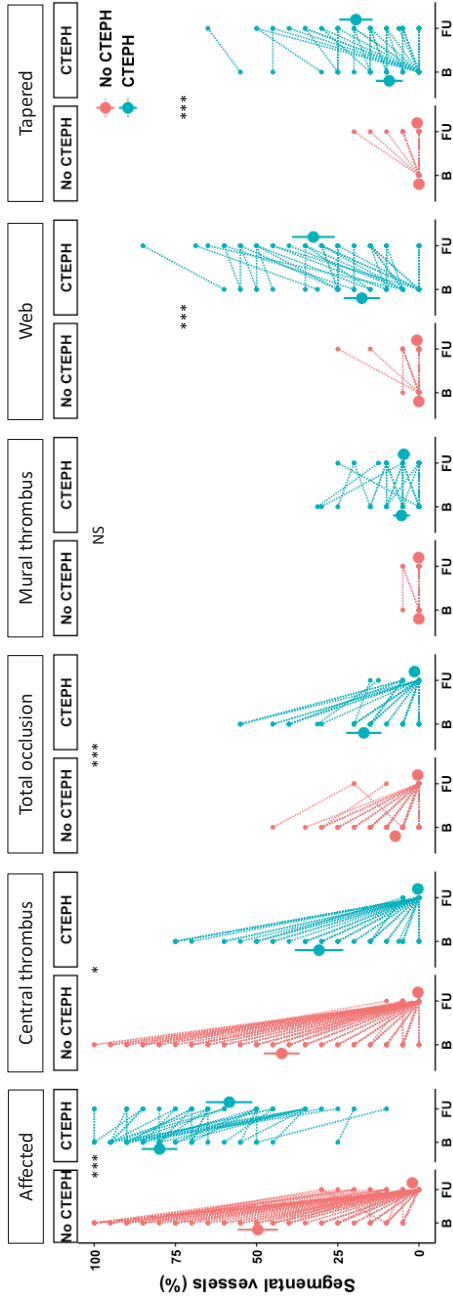 Affected
Central thrombus
Total occlusion
Mural thrombus
Web
Tapered
No CTEPH
CTEPH
No CTEPH
CTEPH
No CTEPH
CTEPH
No CTEPH
CTEPH
No CTEPH
CTEPH
No CTEPH
CTEPH
***
*
***
NS
***
***
No CTEPH
CTEPH
Segmental vessels (%)
100
75
50
25
0
B
FU
B
FU
B
FU
B
FU
B
FU
B
FU
B
FU
B
FU
B
FU
B
FU
B
FU
B
FU